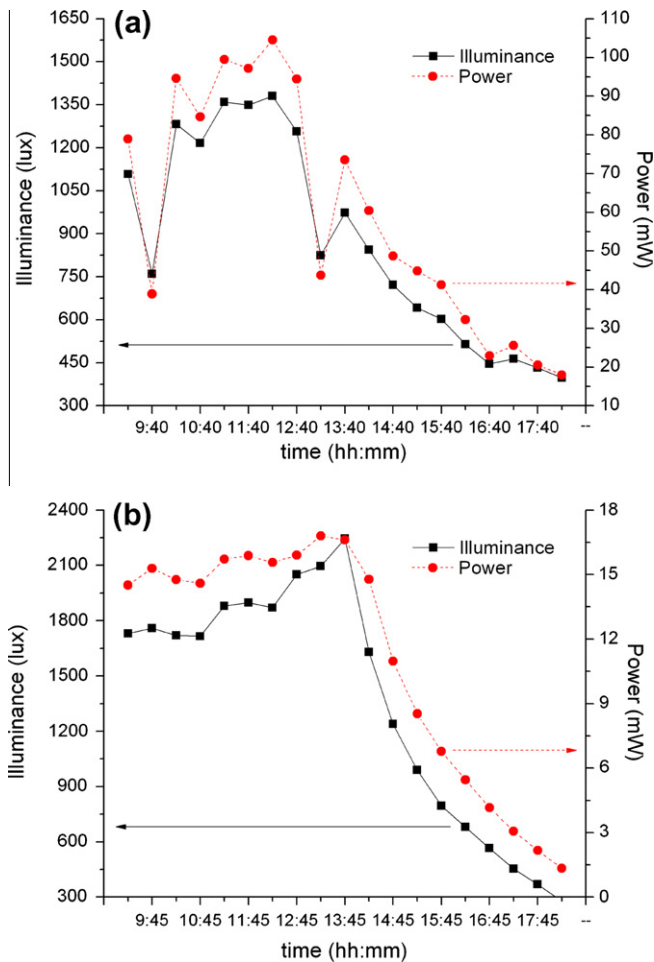 (a)
1650
1500
1350
1200
1050
900
750
600
450
300
Illuminance (lux)
Illuminance
Power
110
100
90
80
70
60
50
40
30
20
10
Power (mW)
9:40 10:40 11:40 12:40 13:40 14:40 15:40 16:40 17:40 --
time (hh:mm)
(b)
2400
2100
1800
1500
1200
900
600
300
Illuminance (lux)
Illuminance
Power
18
15
12
9
6
3
0
Power (mW)
9:45 10:45 11:45 12:45 13:45 14:45 15:45 16:45 17:45 --
time (hh:mm)